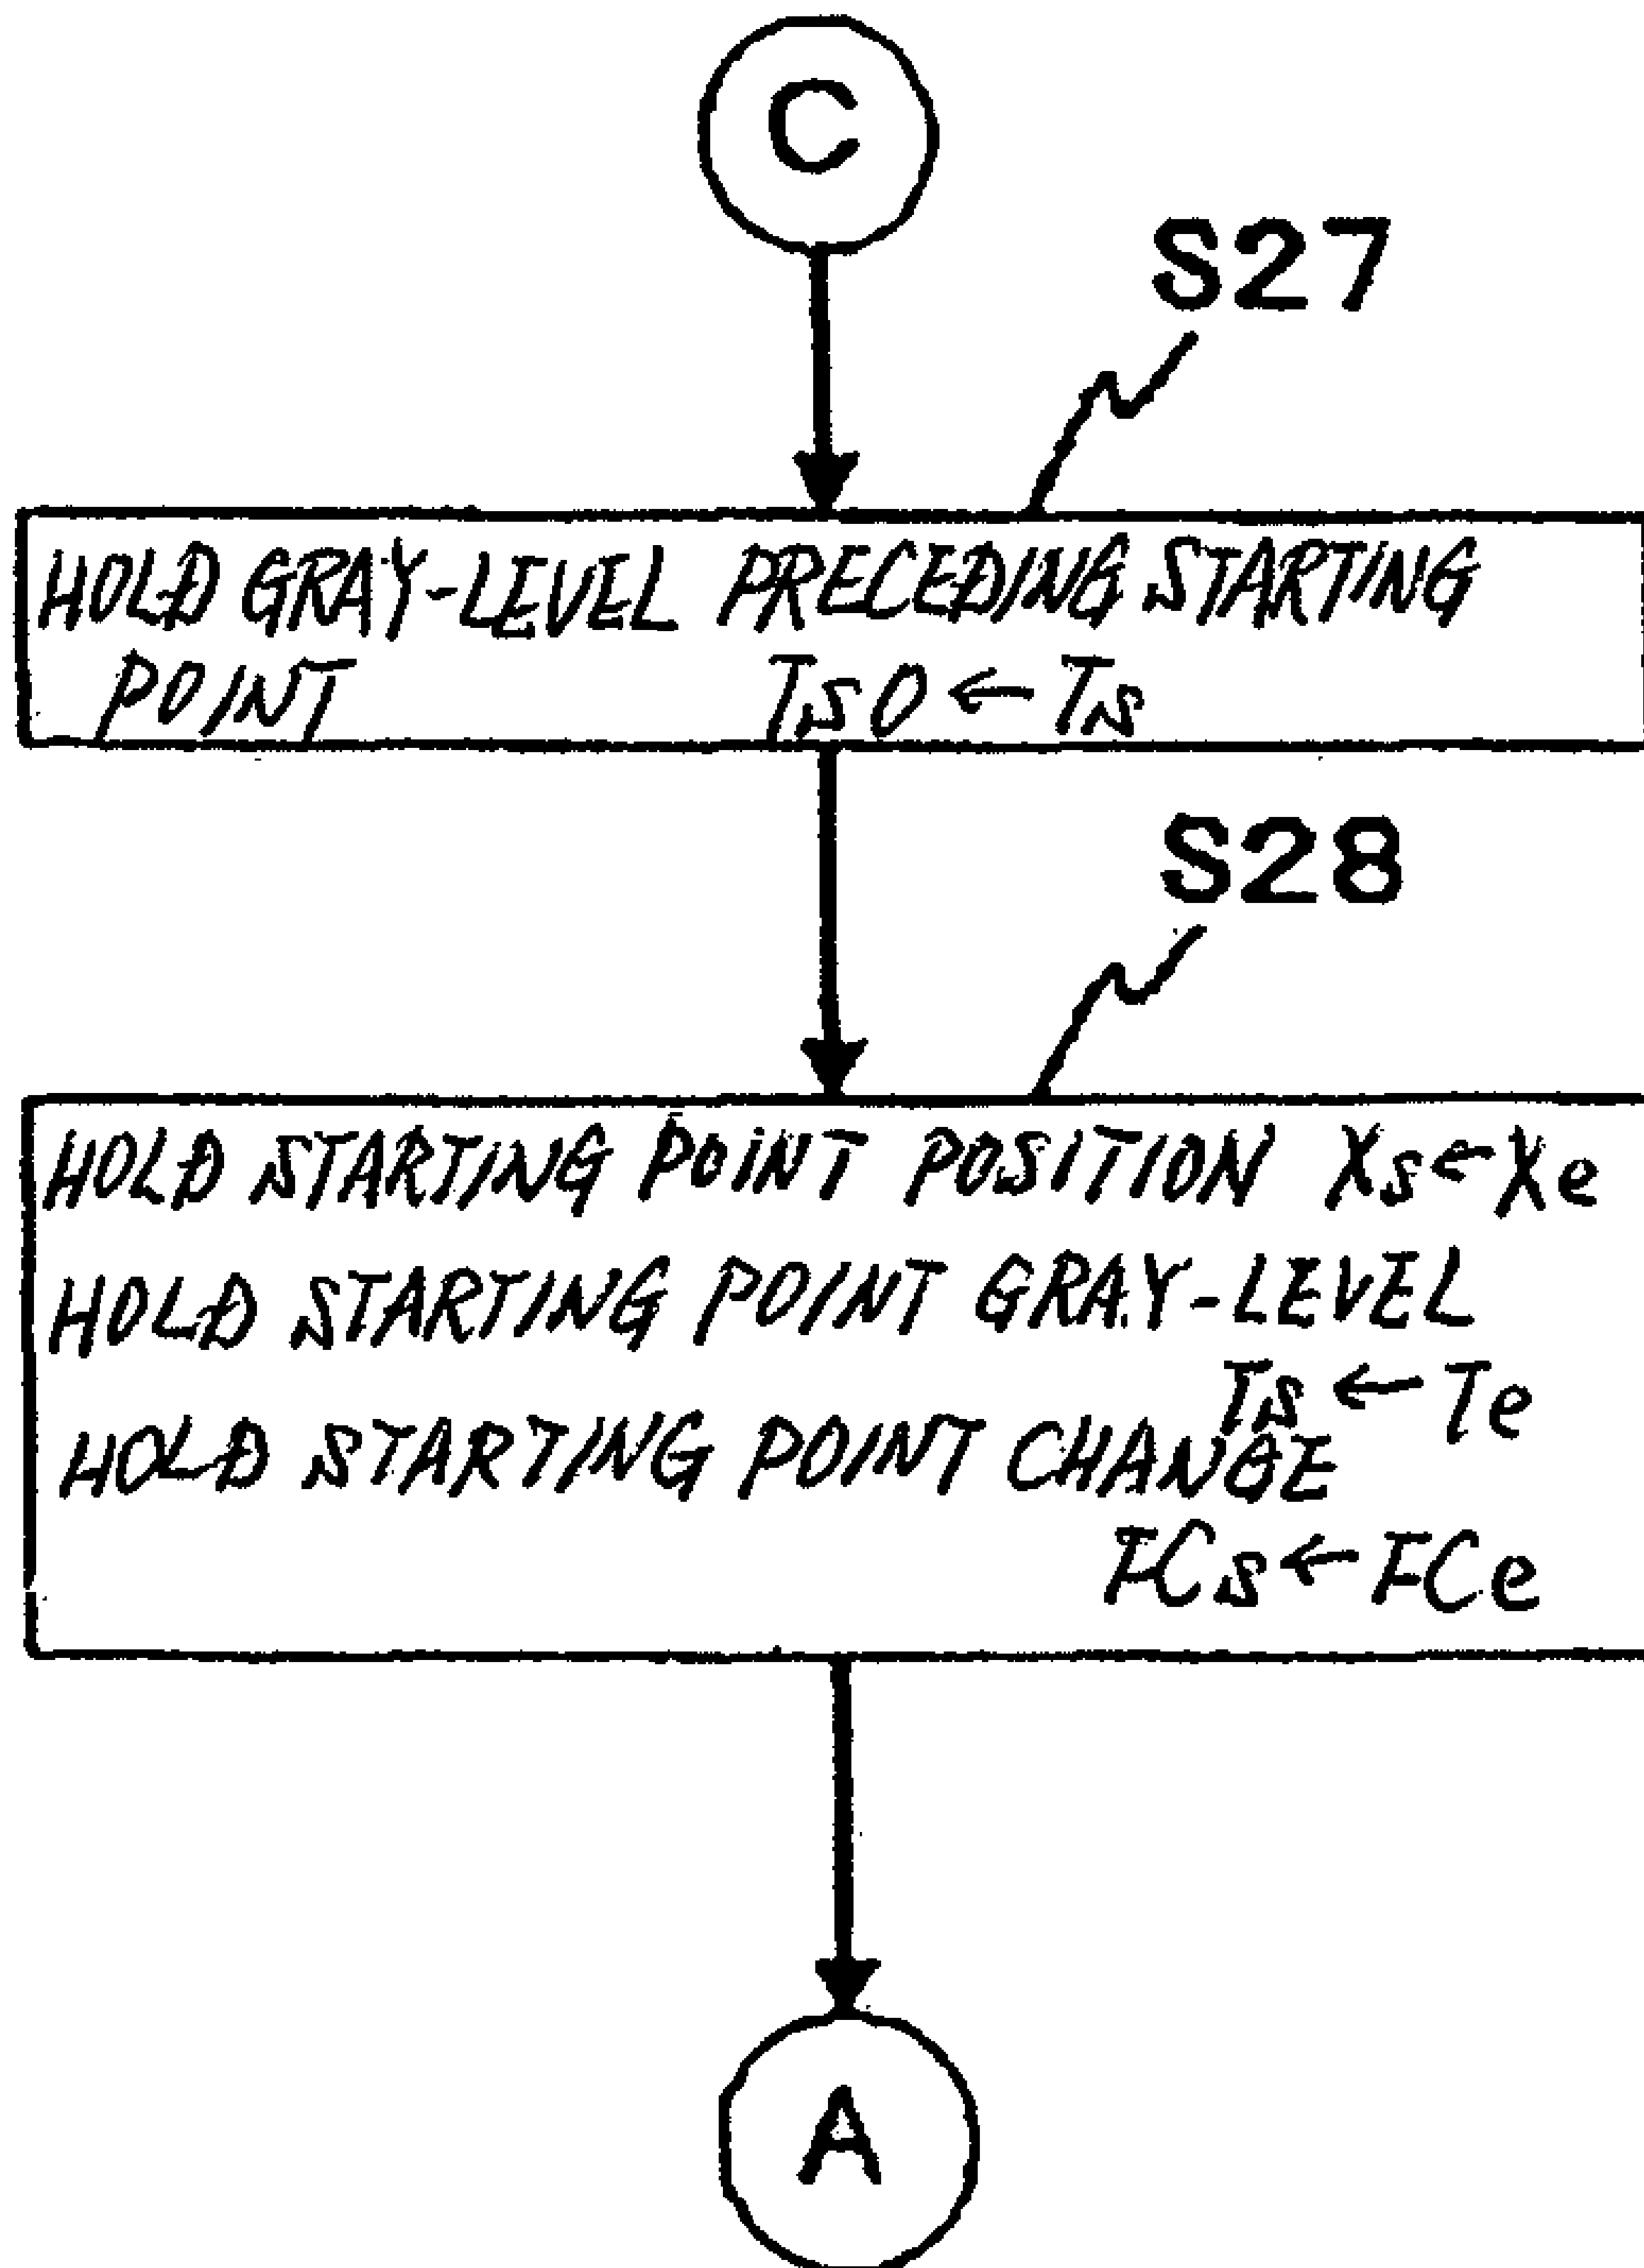 C
S27
HOLD GRAY-LEVEL PRECEDING STARTING
POINT TsO ← Ts
S28
HOLD STARTING POINT POSITION Xs ← Xe
HOLD STARTING POINT GRAY-LEVEL
Ts ← Te
HOLD STARTING POINT CHANGE
FCs ← FCe
A